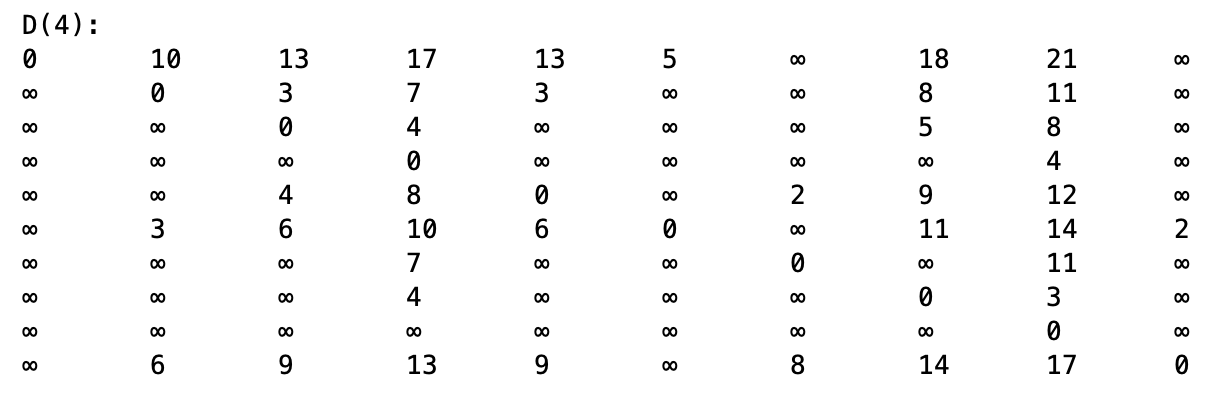 D(4):
0 10 13 17 13 5 ∞ 18 21 ∞
∞ 0 3 7 3 ∞ ∞ 8 11 ∞
∞ ∞ 0 4 ∞ ∞ ∞ 5 8 ∞
∞ ∞ ∞ 0 ∞ ∞ ∞ ∞ 4 ∞
∞ ∞ 4 8 0 ∞ 2 9 12 ∞
∞ 3 6 10 6 0 ∞ 11 14 2
∞ ∞ ∞ 7 ∞ ∞ 0 ∞ 11 ∞
∞ ∞ ∞ 4 ∞ ∞ ∞ 0 3 ∞
∞ ∞ ∞ ∞ ∞ ∞ ∞ ∞ 0 ∞
∞ 6 9 13 9 ∞ 8 14 17 0